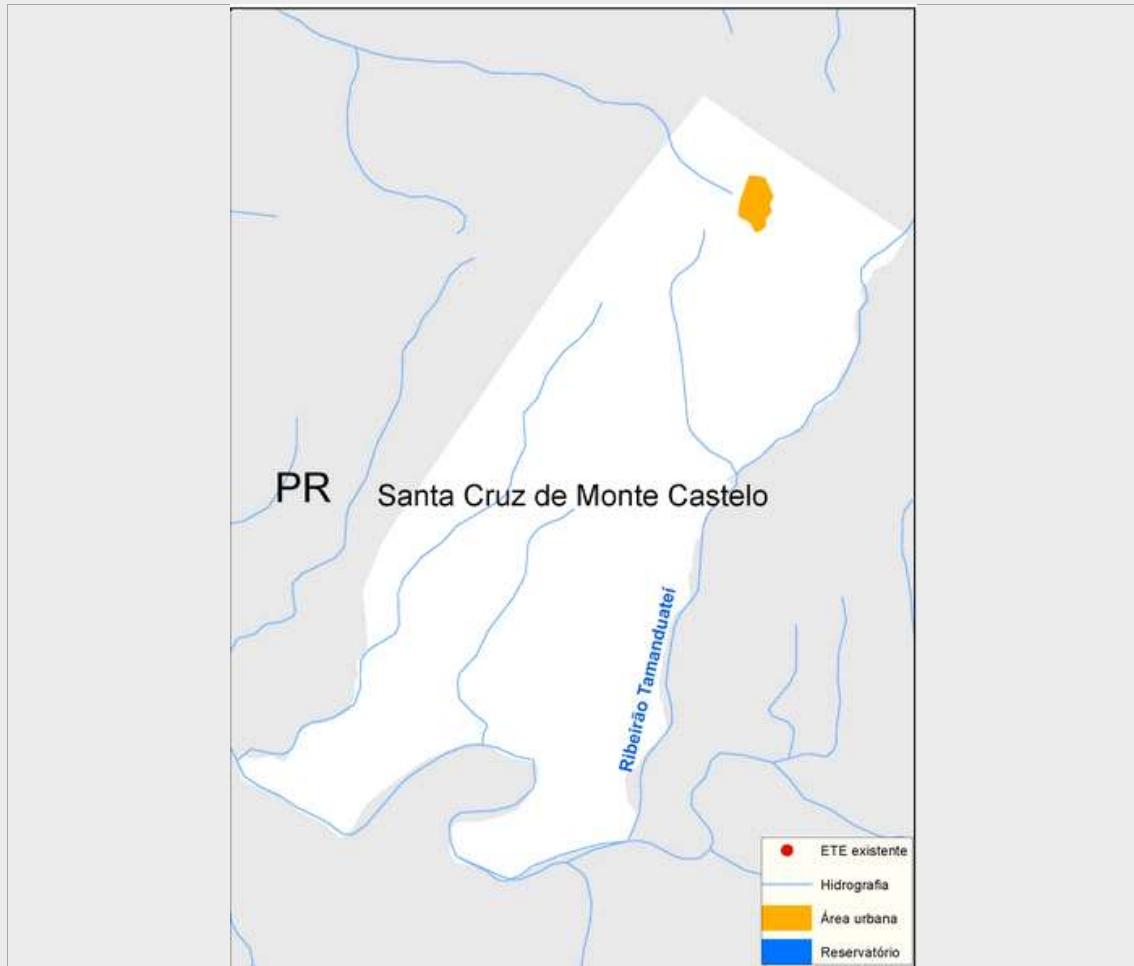 PR
Santa Cruz de Monte Castelo
Ribeirão Tamanduateí
ETE existente
Hidrografia
Área urbana
Reservatório